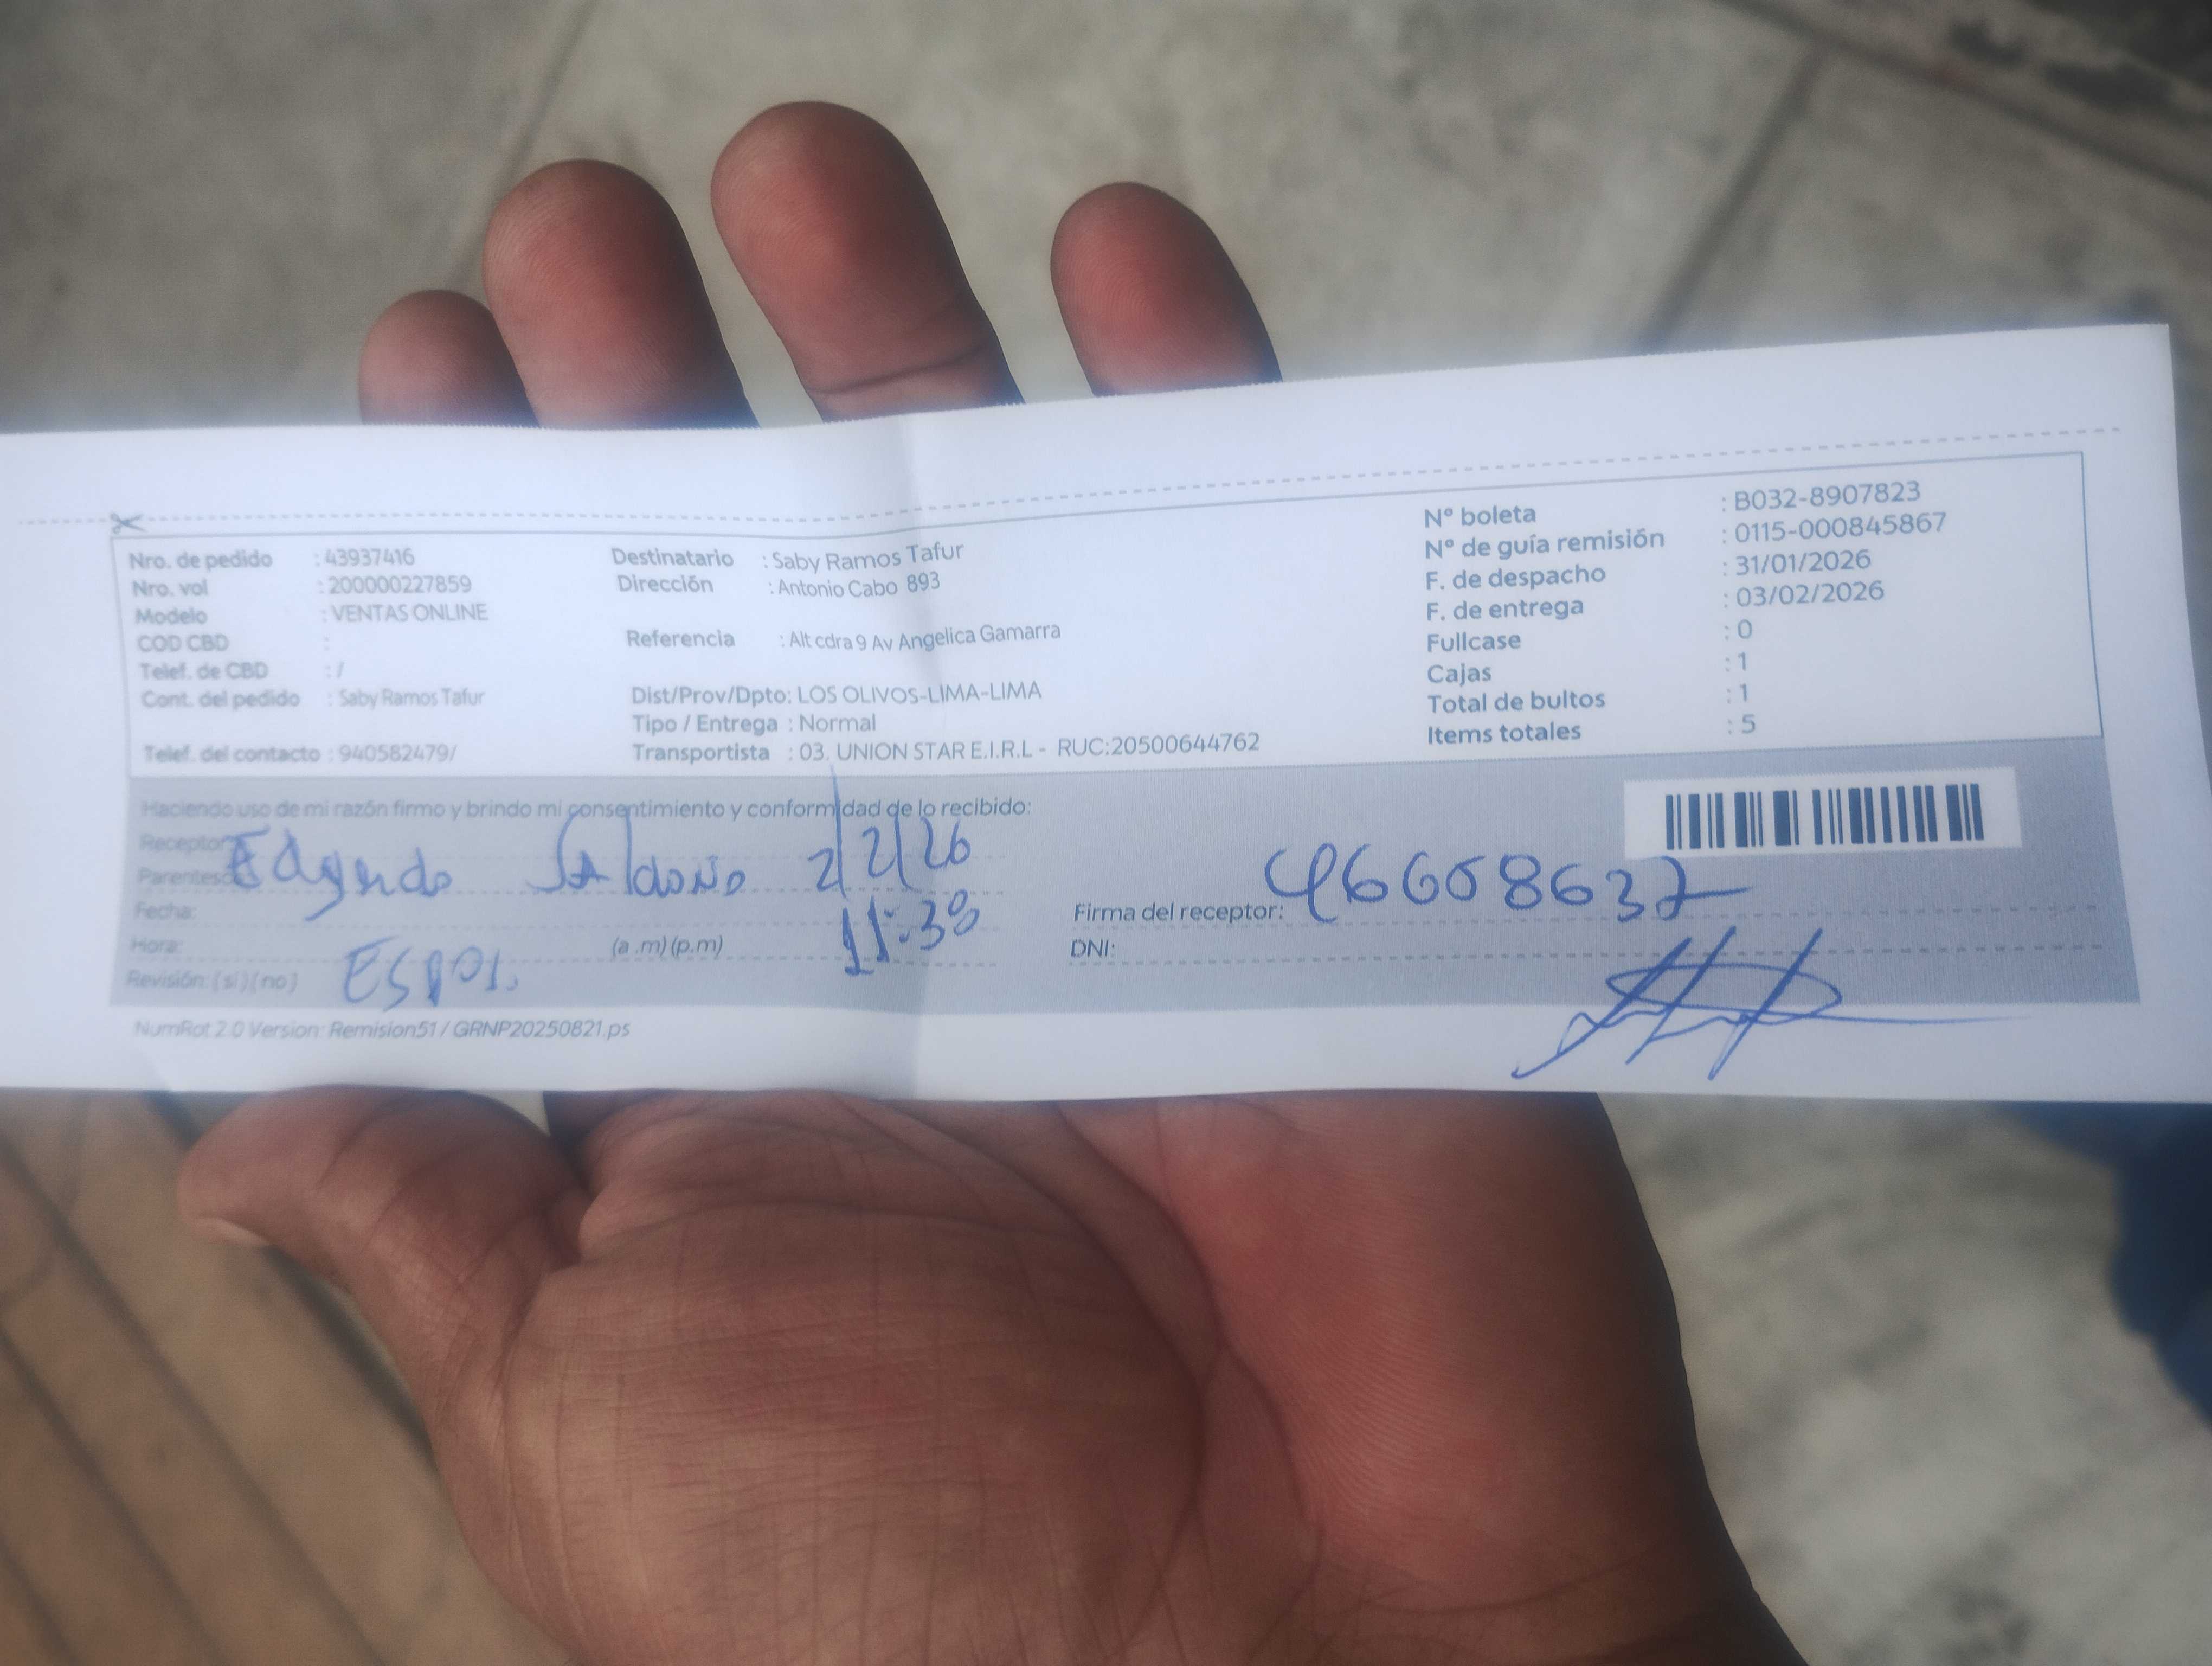 Nro. de pedido : 43937416
Nro. vol : 200000227859
Modelo : VENTAS ONLINE
COD CBD :
Telef. de CBD : /
Cont. del pedido : Saby Ramos Tafur
Telef. del contacto : 940582479/
Destinatario : Saby Ramos Tafur
Dirección : Antonio Cabo 893
Referencia : Alt cdra 9 Av Angelica Gamarra
Dist/Prov/Dpto: LOS OLIVOS-LIMA-LIMA
Tipo / Entrega : Normal
Transportista : 03. UNION STAR E.I.R.L - RUC:20500644762
Nº boleta : B032-8907823
Nº de guía remisión : 0115-000845867
F. de despacho : 31/01/2026
F. de entrega : 03/02/2026
Fullcase : 0
Cajas : 1
Total de bultos : 1
Items totales : 5
Haciendo uso de mi razón firmo y brindo mi consentimiento y conformidad de lo recibido:
Receptor
Parentesco
Edgardo 2/2/26
Fecha: 11:38
Hora: (a .m) (p.m)
Revisión: (si) (no) ESPOS.
Firma del receptor:
DNI:
NumRot 2.0 Version: Remision51 / GRNP20250821.ps